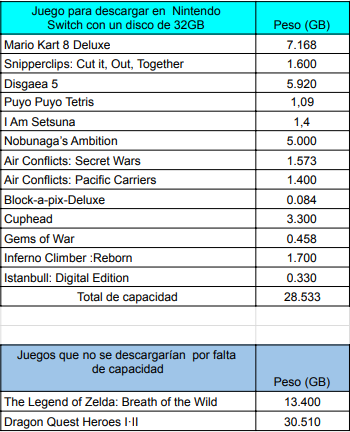 Juego para descargar en Nintendo
Switch con un disco de 32GB Peso (GB)
Mario Kart 8 Deluxe 7.168
Snipperclips: Cut it, Out, Together 1.600
Disgaea 5 5.920
Puyo Puyo Tetris 1,09
I Am Setsuna 1,4
Nobunaga's Ambition 5.000
Air Conflicts: Secret Wars 1.573
Air Conflicts: Pacific Carriers 1.400
Block-a-pix-Deluxe 0.084
Cuphead 3.300
Gems of War 0.458
Inferno Climber :Reborn 1.700
Istanbull: Digital Edition 0.330
Total de capacidad 28.533
Juegos que no se descargarían por falta
de capacidad Peso (GB)
The Legend of Zelda: Breath of the Wild 13.400
Dragon Quest Heroes I·II 30.510